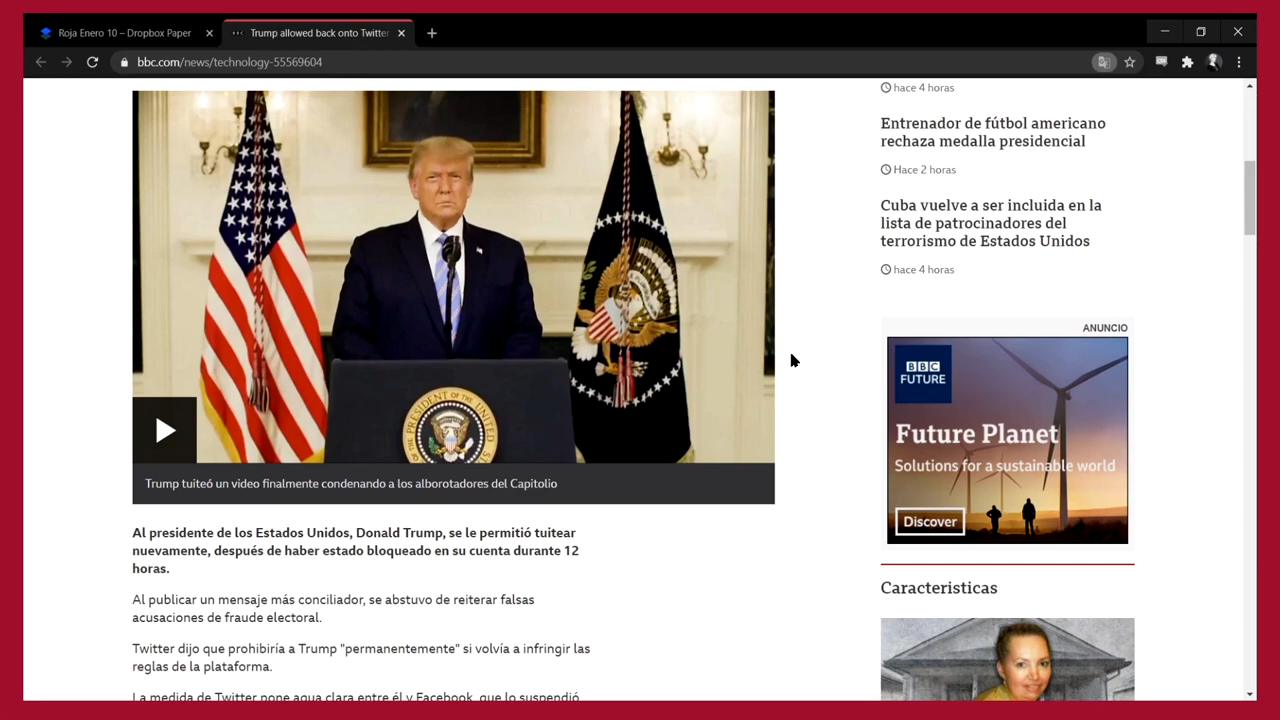 Roja Enero 10 – Dropbox Paper
Trump allowed back onto Twitter
bbc.com/news/technology-55569604
PRESIDENT OF THE UNITED
Trump tuiteó un video finalmente condenando a los alborotadores del Capitolio
Al presidente de los Estados Unidos, Donald Trump, se le permitió tuitear
nuevamente, después de haber estado bloqueado en su cuenta durante 12
horas.
Al publicar un mensaje más conciliador, se abstuvo de reiterar falsas
acusaciones de fraude electoral.
Twitter dijo que prohibiría a Trump "permanentemente" si volvía a infringir las
reglas de la plataforma.
La medida de Twitter pone agua clara entre él y Facebook, que lo suspendió
hace 4 horas
Entrenador de fútbol americano
rechaza medalla presidencial
Hace 2 horas
Cuba vuelve a ser incluida en la
lista de patrocinadores del
terrorismo de Estados Unidos
hace 4 horas
ANUNCIO
BBC
FUTURE
Future Planet
Solutions for a sustainable world
Discover
Caracteristicas